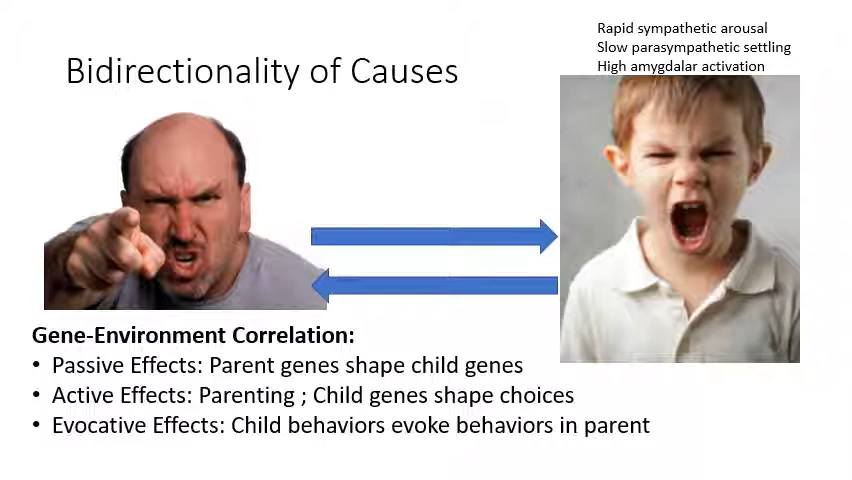 Rapid sympathetic arousal
Slow parasympathetic settling
High amygdalar activation
Bidirectionality of Causes
Gene-Environment Correlation:
• Passive Effects: Parent genes shape child genes
• Active Effects: Parenting ; Child genes shape choices
• Evocative Effects: Child behaviors evoke behaviors in parent